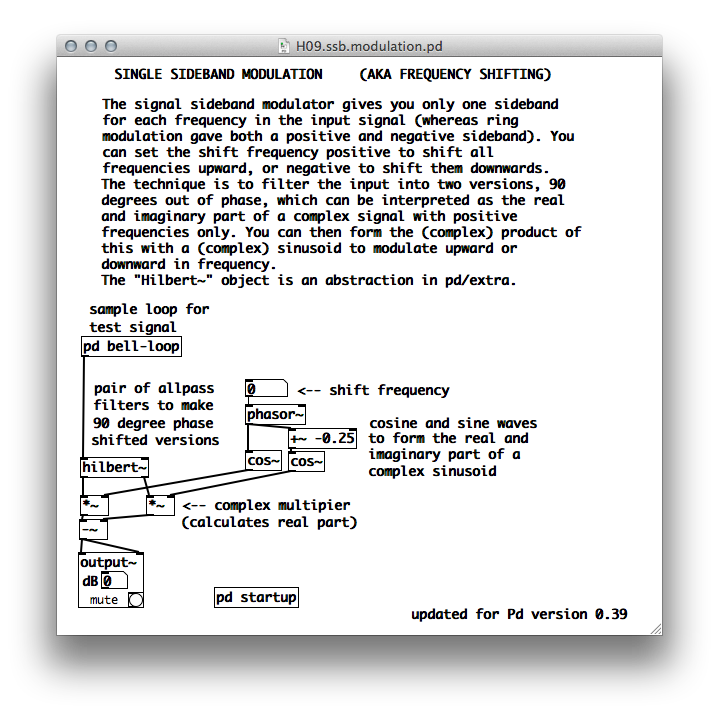 H09.ssb.modulation.pd
SINGLE SIDEBAND MODULATION (AKA FREQUENCY SHIFTING)
The signal sideband modulator gives you only one sideband
for each frequency in the input signal (whereas ring
modulation gave both a positive and negative sideband). You
can set the shift frequency positive to shift all
frequencies upward, or negative to shift them downwards.
The technique is to filter the input into two versions, 90
degrees out of phase, which can be interpreted as the real
and imaginary part of a complex signal with positive
frequencies only. You can then form the (complex) product of
this with a (complex) sinusoid to modulate upward or
downward in frequency.
The "Hilbert~" object is an abstraction in pd/extra.
sample loop for
test signal
pd bell-loop
pair of allpass
filters to make
90 degree phase
shifted versions
0
<-- shift frequency
phasor~
+~ -0.25
cos~
cos~
cosine and sine waves
to form the real and
imaginary part of a
complex sinusoid
hilbert~
*~
*~
<-- complex multipier
(calculates real part)
-~
output~
dB 0
mute
pd startup
updated for Pd version 0.39